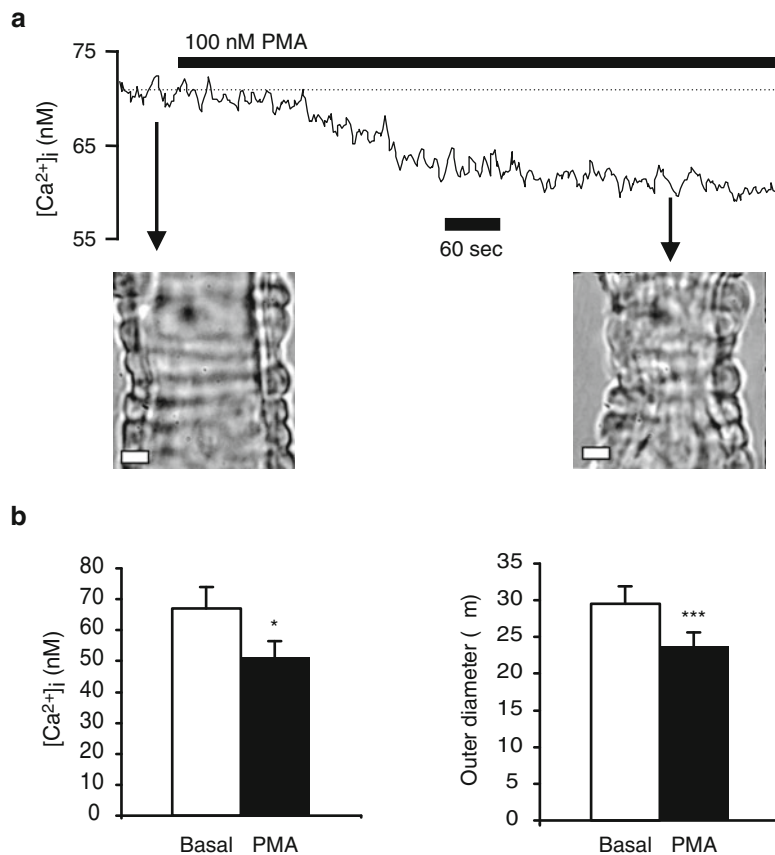 a
100 nM PMA
75
65
55
[Ca²⁺]ᵢ (nM)
60 sec
b
80
70
60
50
40
30
20
10
0
[Ca²⁺]ᵢ (nM)
*
Basal PMA
35
30
25
20
15
10
5
0
Outer diameter ( m)
***
Basal PMA